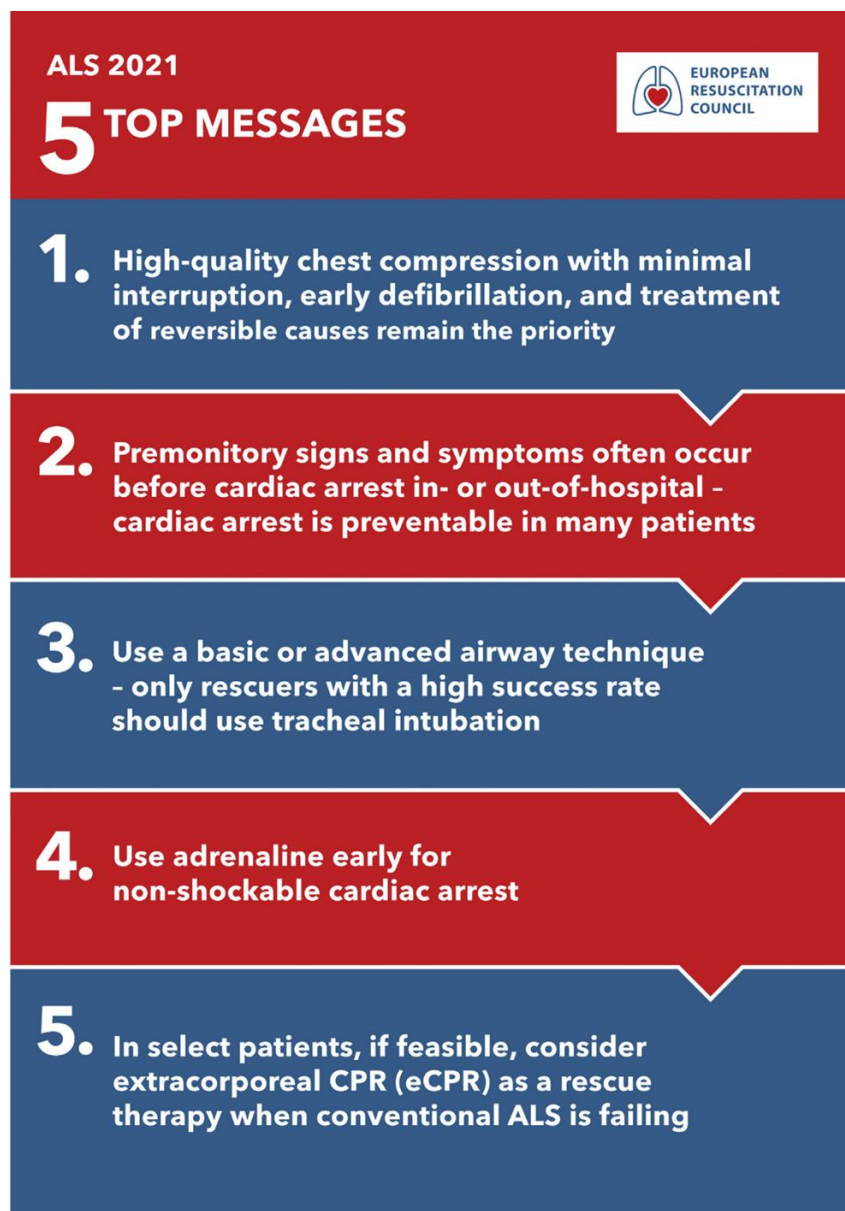 ALS 2021
5 TOP MESSAGES
EUROPEAN
RESUSCITATION
COUNCIL
1. High-quality chest compression with minimal
interruption, early defibrillation, and treatment
of reversible causes remain the priority
2. Premonitory signs and symptoms often occur
before cardiac arrest in- or out-of-hospital –
cardiac arrest is preventable in many patients
3. Use a basic or advanced airway technique
– only rescuers with a high success rate
should use tracheal intubation
4. Use adrenaline early for
non-shockable cardiac arrest
5. In select patients, if feasible, consider
extracorporeal CPR (eCPR) as a rescue
therapy when conventional ALS is failing